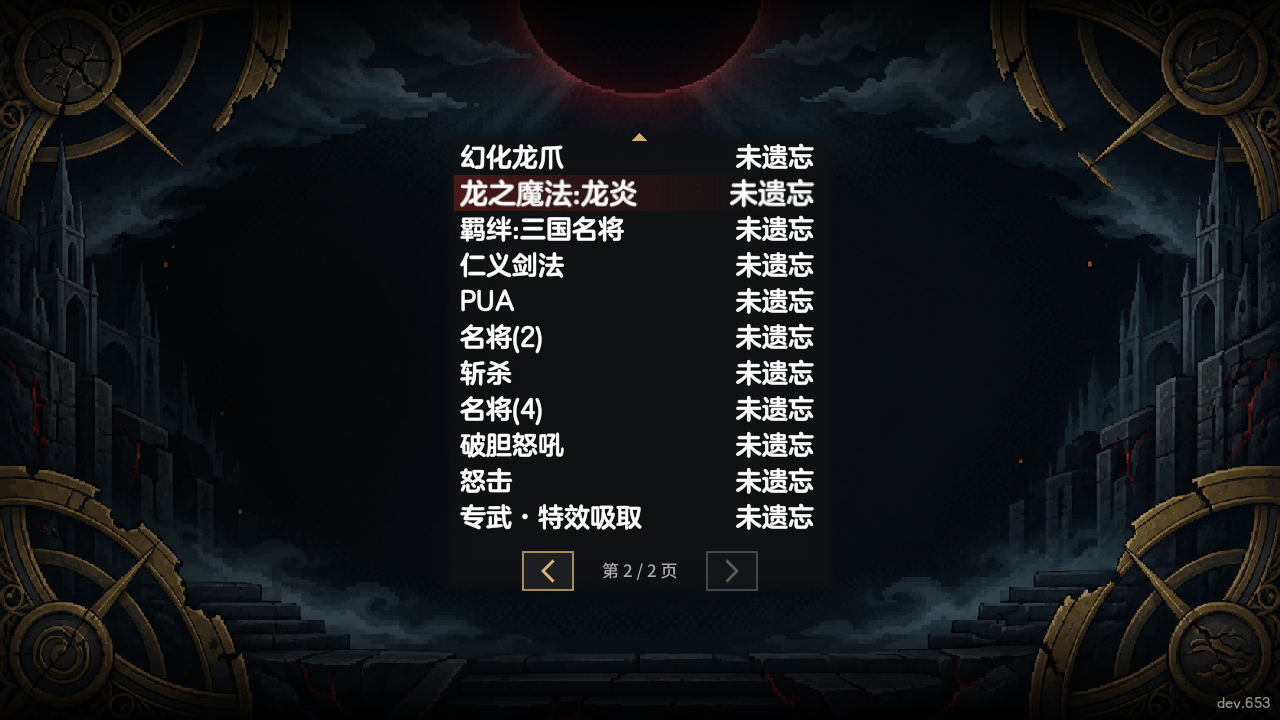 幻化龙爪 未遗忘
龙之魔法:龙炎 未遗忘
羁绊:三国名将 未遗忘
仁义剑法 未遗忘
PUA 未遗忘
名将(2) 未遗忘
斩杀 未遗忘
名将(4) 未遗忘
破胆怒吼 未遗忘
怒击 未遗忘
专武·特效吸取 未遗忘
第 2 / 2 页
dev.653